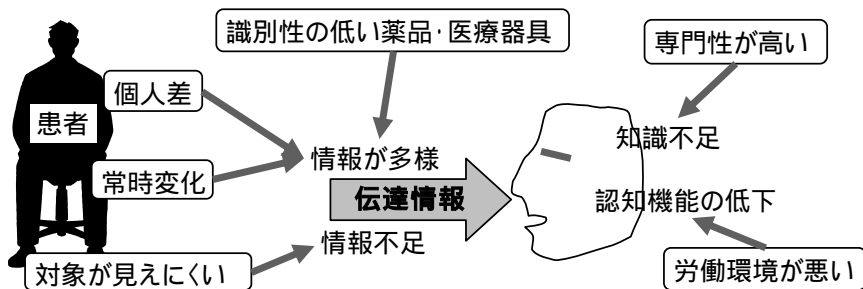 識別性の低い薬品・医療器具
専門性が高い
個人差
患者
知識不足
情報が多様
常時変化
伝達情報
認知機能の低下
情報不足
対象が見えにくい
労働環境が悪い